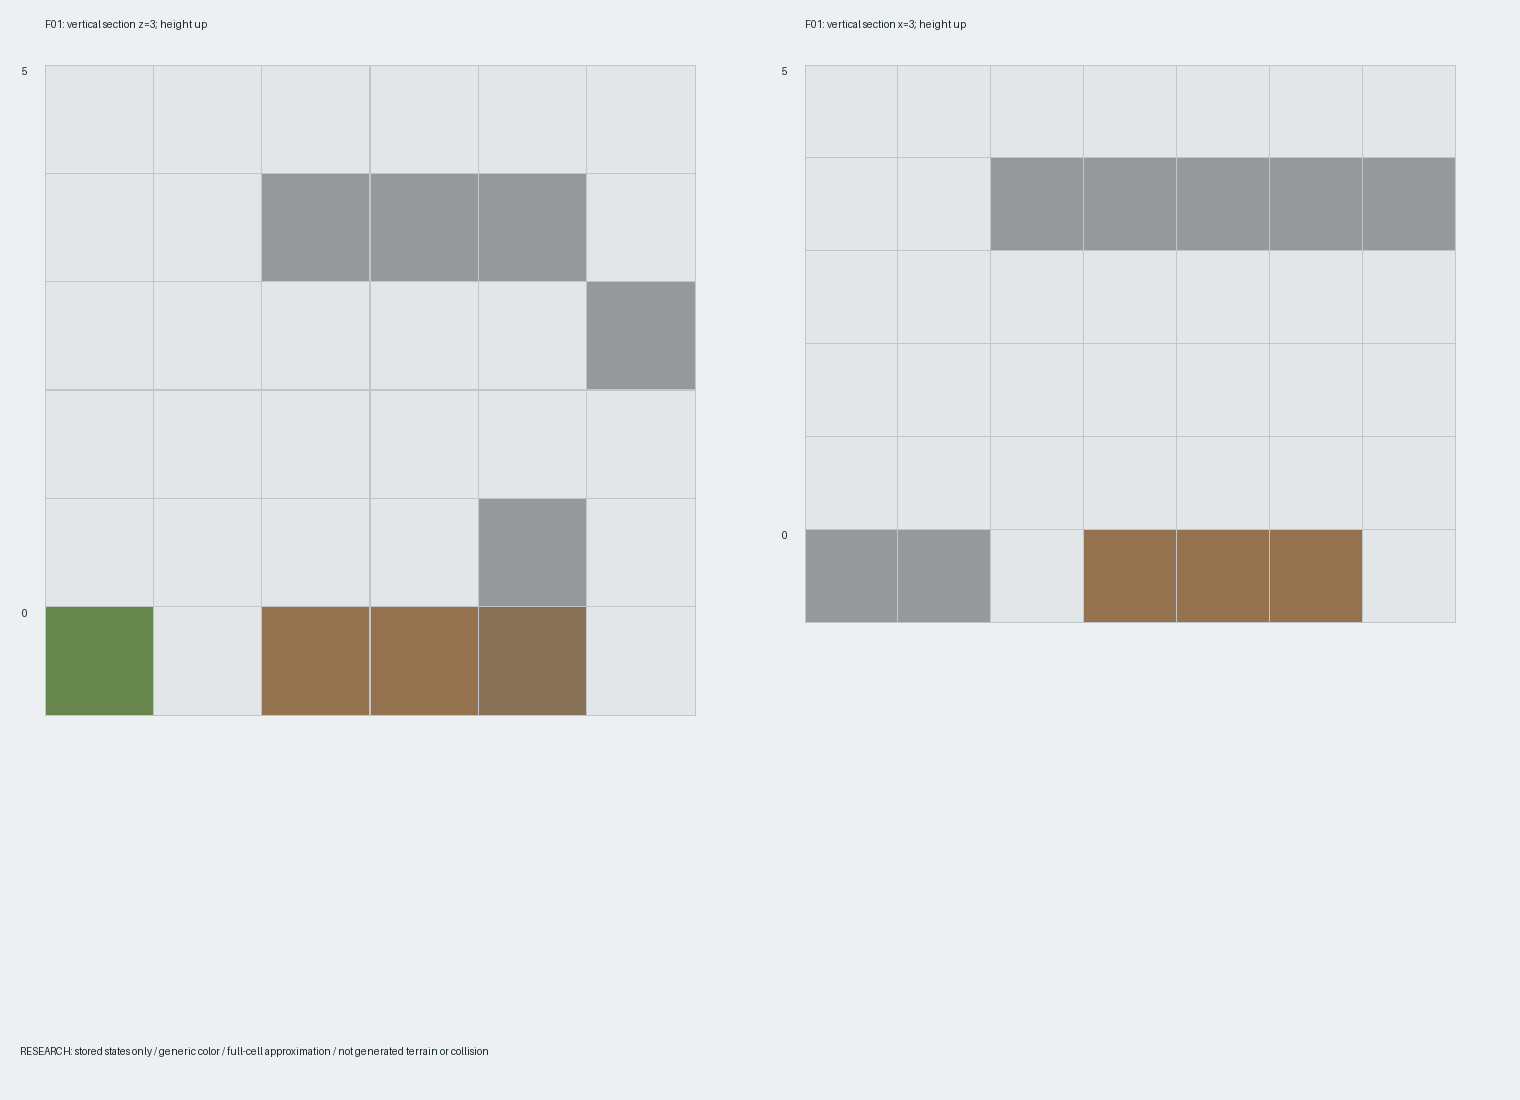 F01: vertical section z=3; height up
F01: vertical section x=3; height up
5
5
0
0
RESEARCH: stored states only / generic color / full-cell approximation / not generated terrain or collision